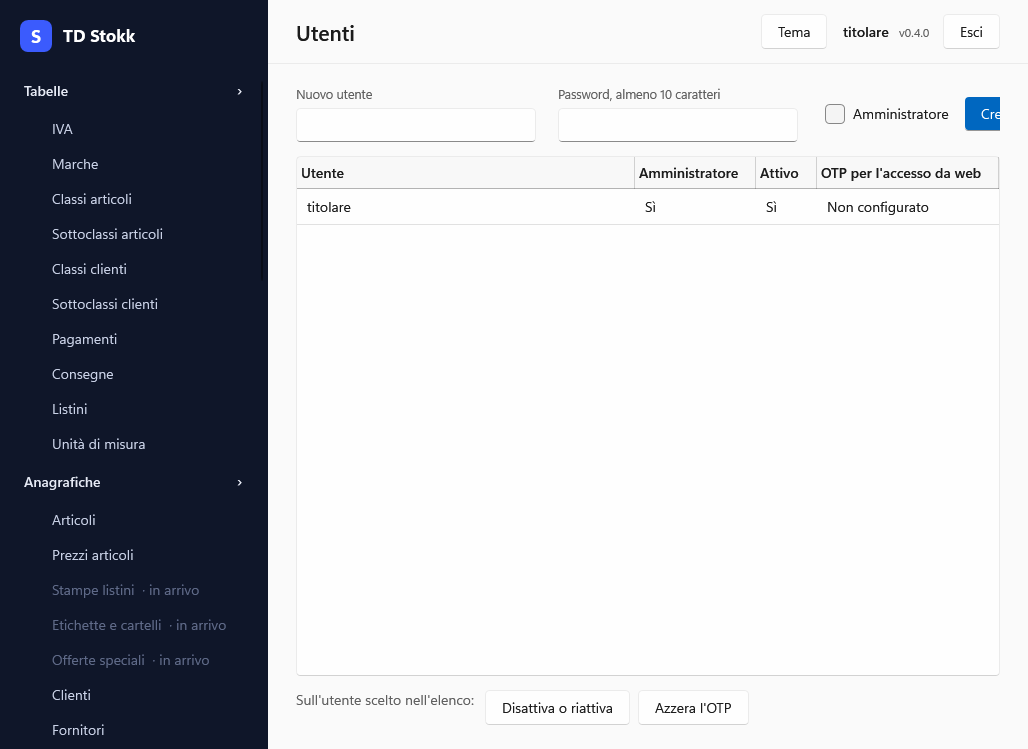 S TD Stokk
Tabelle
IVA
Marche
Classi articoli
Sottoclassi articoli
Classi clienti
Sottoclassi clienti
Pagamenti
Consegne
Listini
Unità di misura
Anagrafiche
Articoli
Prezzi articoli
Stampe listini · in arrivo
Etichette e cartelli · in arrivo
Offerte speciali · in arrivo
Clienti
Fornitori
Utenti
Tema titolare v0.4.0 Esci
Nuovo utente Password, almeno 10 caratteri
Amministratore Cre
Utente Amministratore Attivo OTP per l'accesso da web
titolare Sì Sì Non configurato
Sull'utente scelto nell'elenco: Disattiva o riattiva Azzera l'OTP